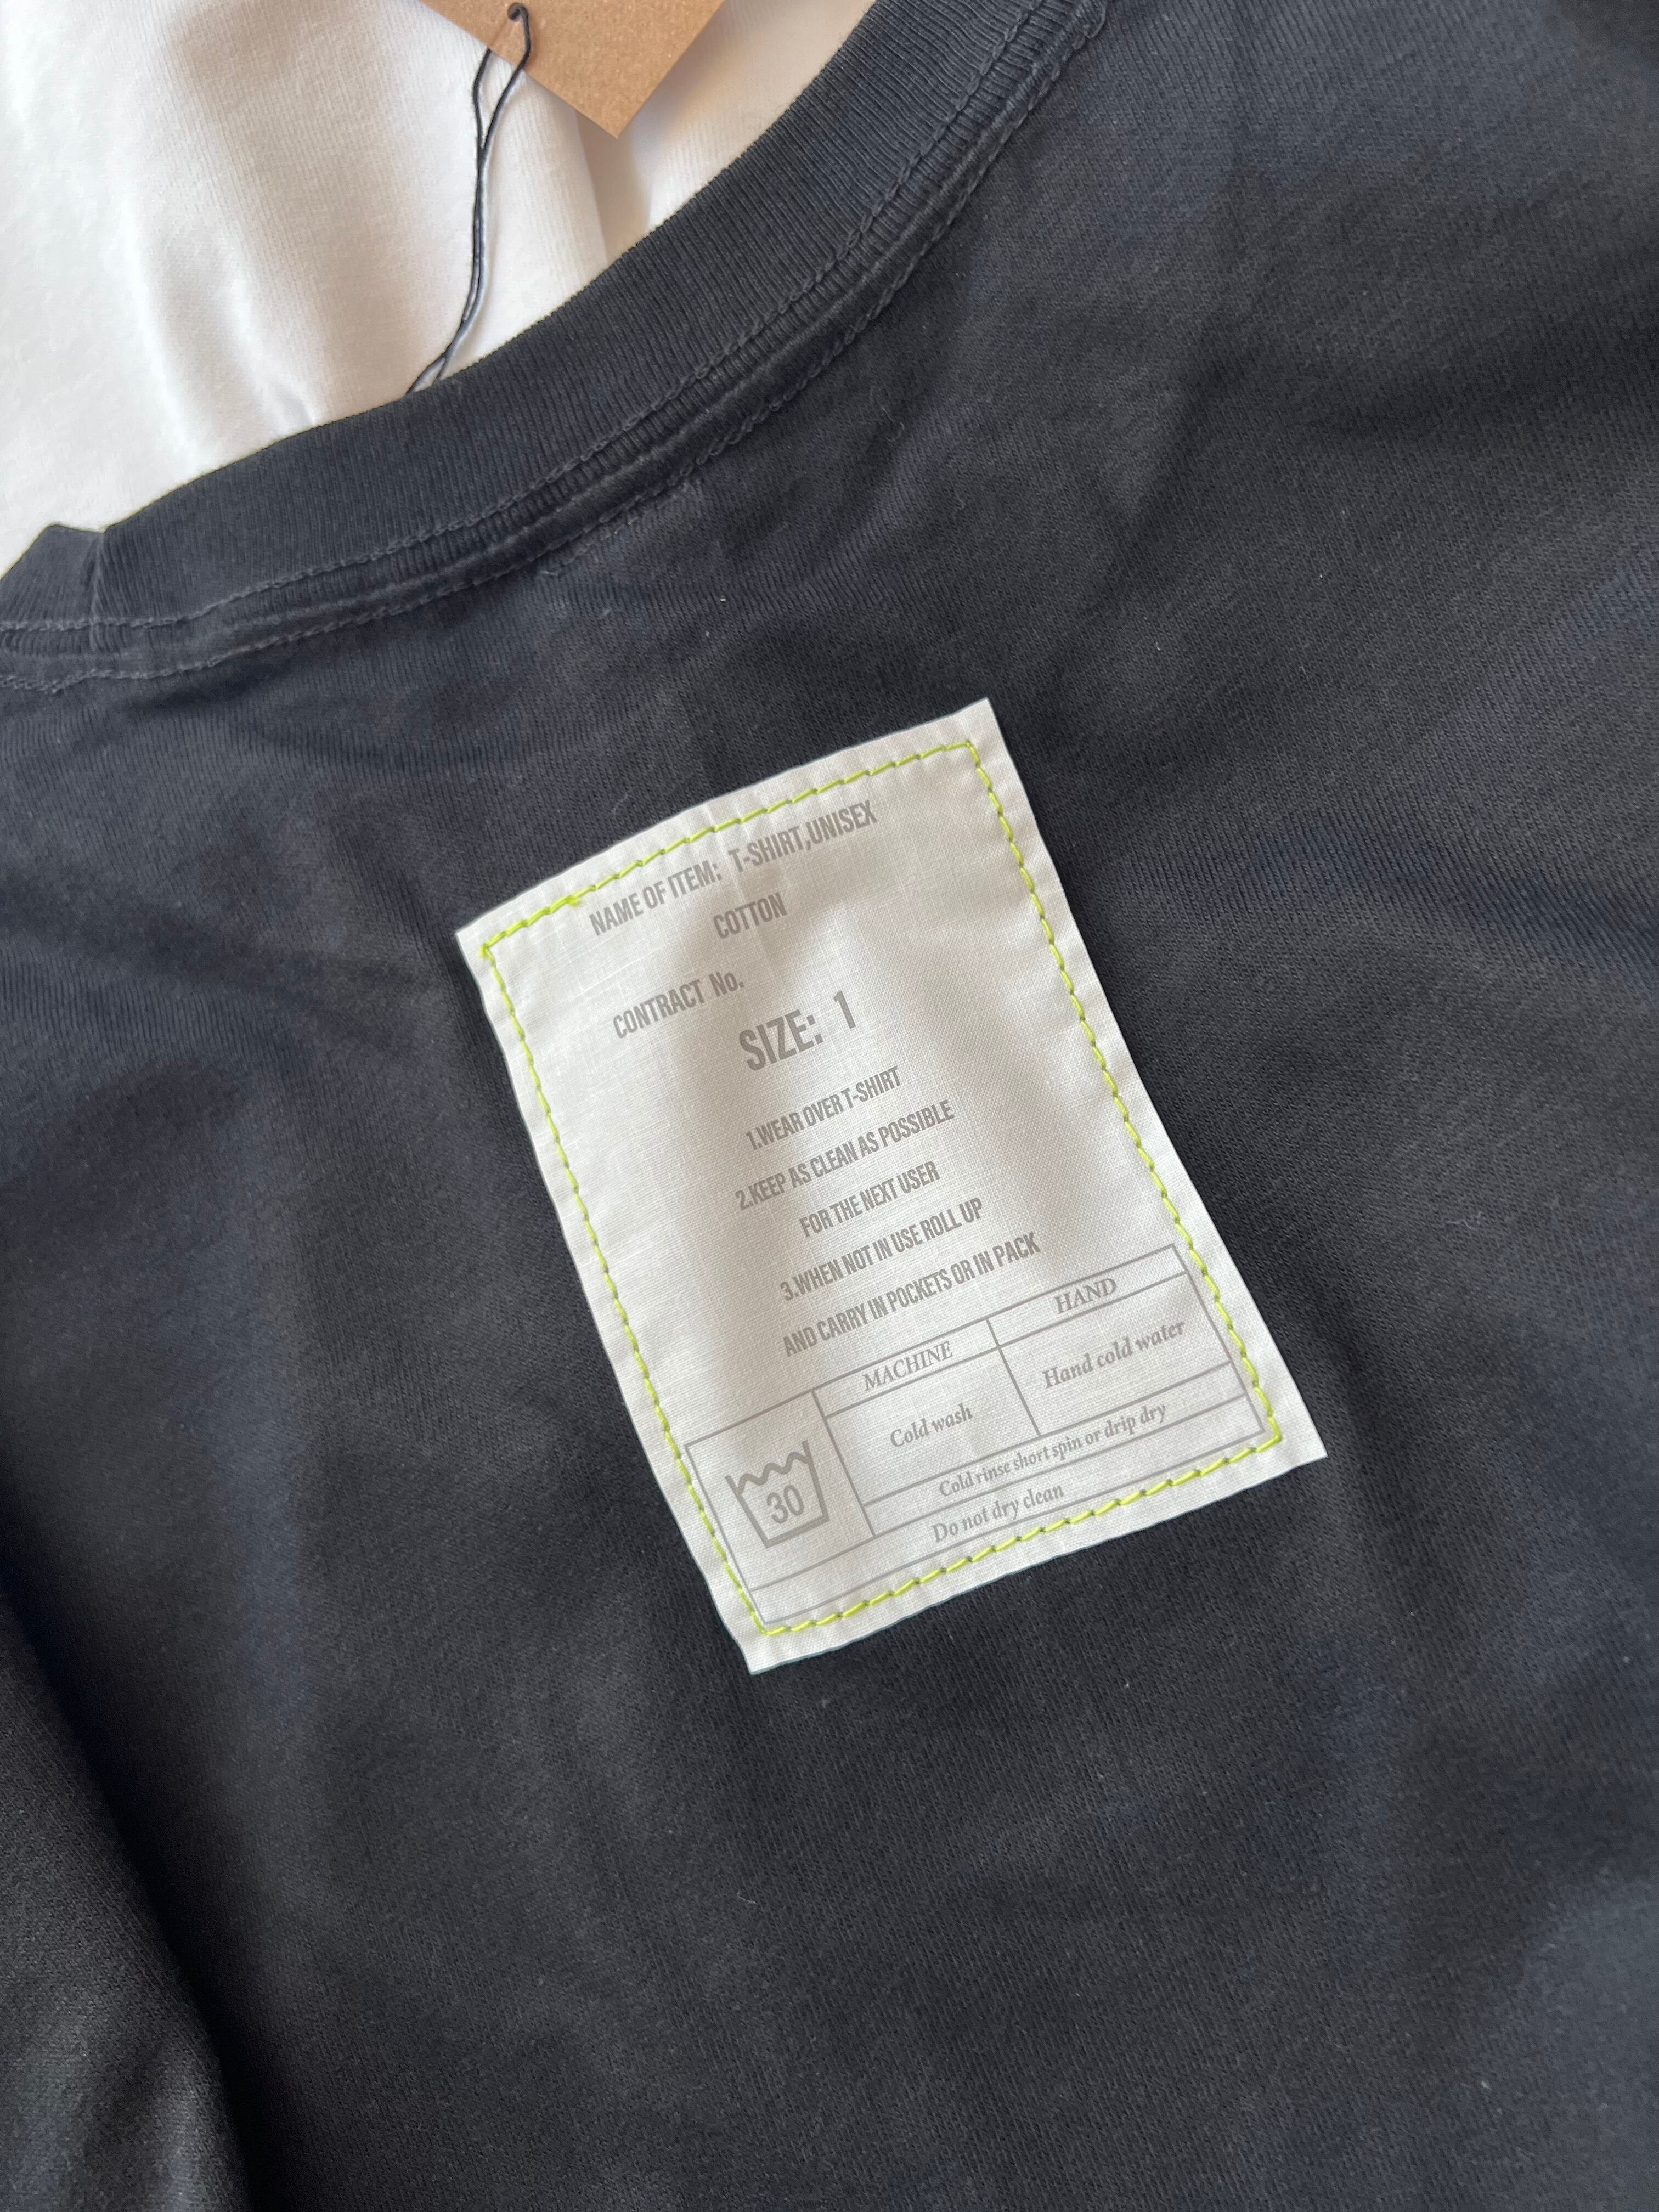 NAME OF ITEM: T-SHIRT,UNISEX
COTTON
CONTRACT No.
SIZE: 1
1.WEAR OVER T-SHIRT
2.KEEP AS CLEAN AS POSSIBLE
FOR THE NEXT USER
3.WHEN NOT IN USE ROLL UP
AND CARRY IN POCKETS OR IN PACK
MACHINE HAND
30 Cold wash Hand cold water
Cold rinse short spin or drip dry
Do not dry clean